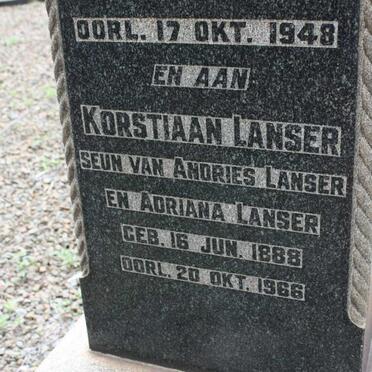 OORL. 17 OKT. 1948
EN AAN
KORSTIAAN LANSER
SEUN VAN ANDRIES LANSER
EN ADRIANA LANSER
GEB. 16 JUN. 1888
OORL. 20 OKT. 1966